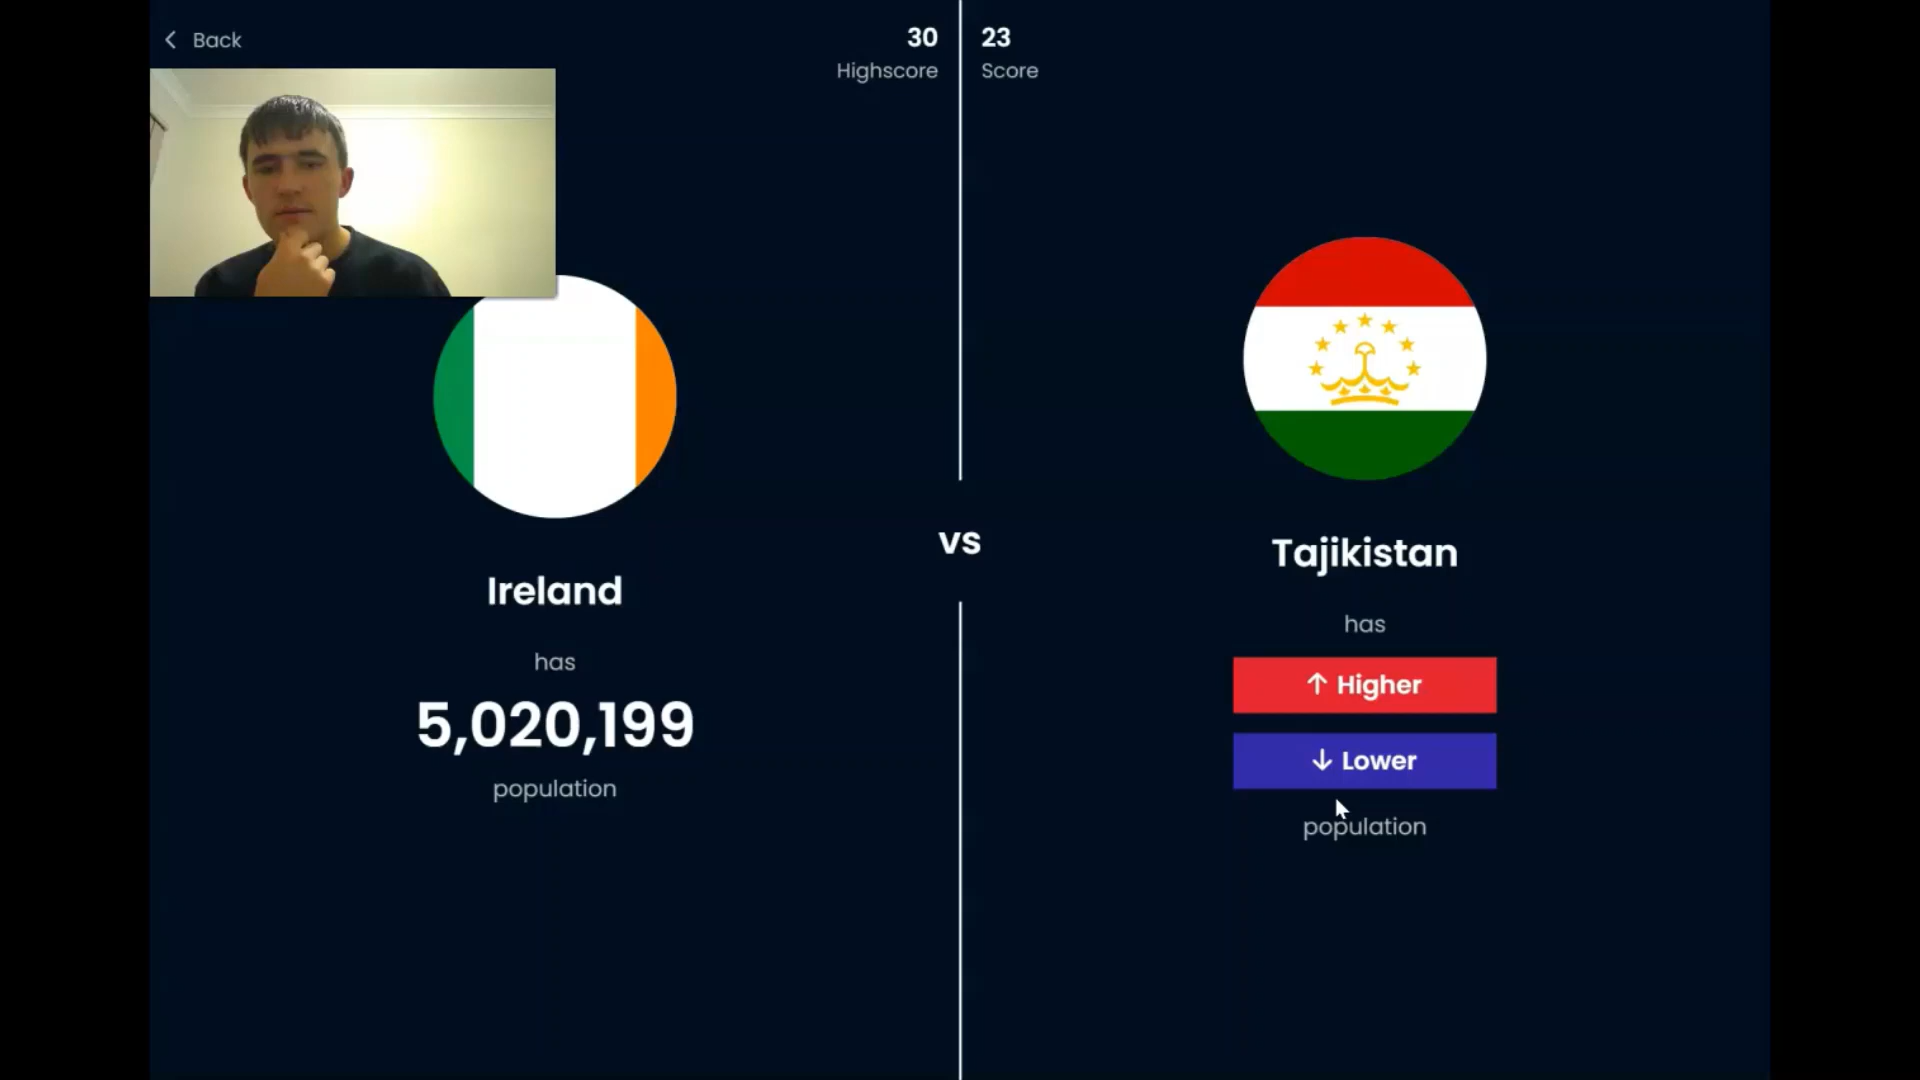 Back
30
Highscore
23
Score
Ireland
has
5,020,199
population
vs
Tajikistan
has
↑ Higher
↓ Lower
population